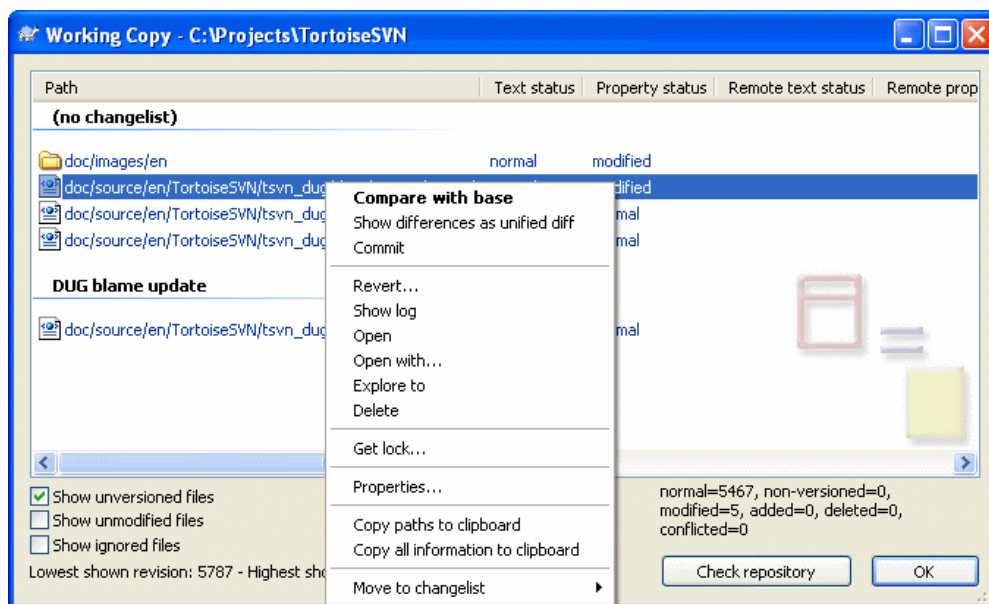 Working Copy - C:\Projects\TortoiseSVN
Path Text status Property status Remote text status Remote prop
(no changelist)
doc/images/en normal modified
doc/source/en/TortoiseSVN/tsvn_dug
doc/source/en/TortoiseSVN/tsvn_dug
doc/source/en/TortoiseSVN/tsvn_dug
DUG blame update
doc/source/en/TortoiseSVN/tsvn_dug
Compare with base
Show differences as unified diff
Commit
Revert...
Show log
Open
Open with...
Explore to
Delete
Get lock...
Properties...
Copy paths to clipboard
Copy all information to clipboard
Move to changelist
Show unversioned files
Show unmodified files
Show ignored files
Lowest shown revision: 5787 - Highest sho
normal=5467, non-versioned=0,
modified=5, added=0, deleted=0,
conflicted=0
Check repository
OK